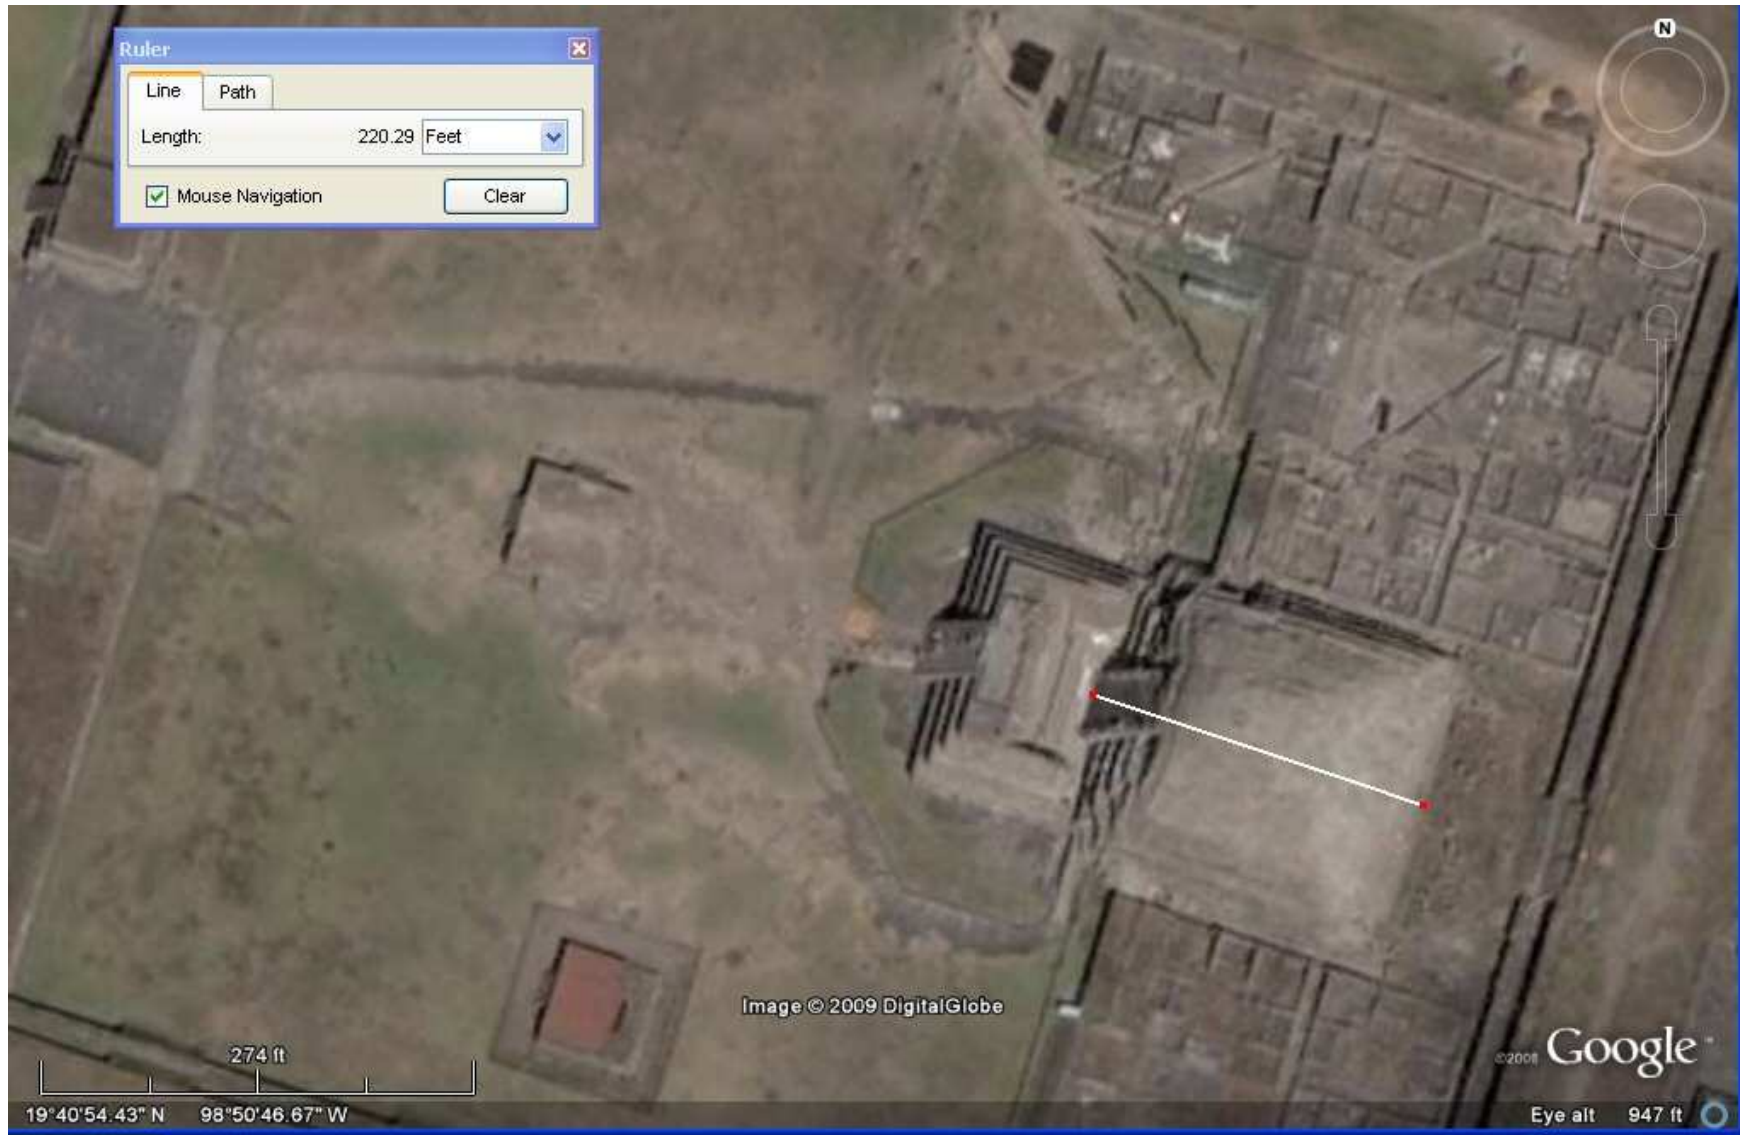 Ruler
Line Path
Length: 220.29 Feet
Mouse Navigation Clear
N
Image © 2009 DigitalGlobe
274 ft
©2008 Google™
19°40'54.43" N 98°50'46.67" W Eye alt 947 ft